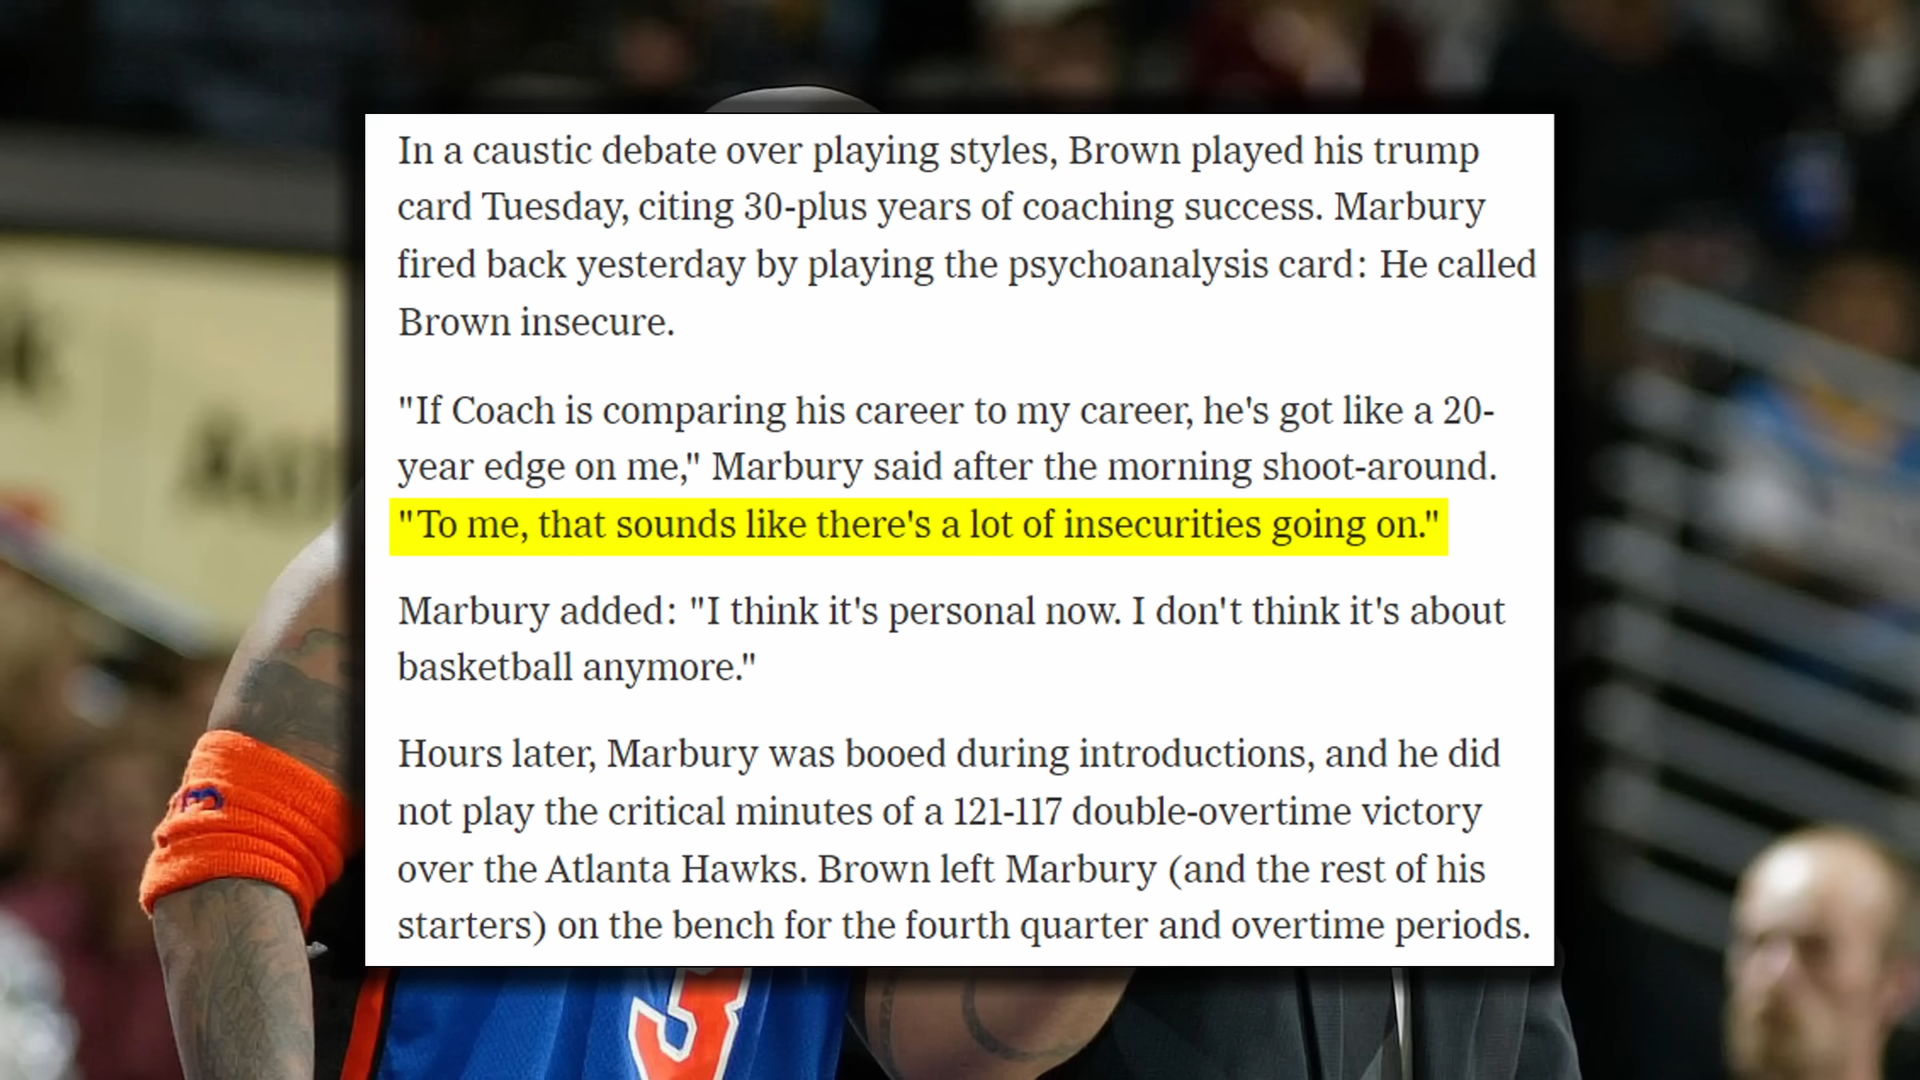 In a caustic debate over playing styles, Brown played his trump
card Tuesday, citing 30-plus years of coaching success. Marbury
fired back yesterday by playing the psychoanalysis card: He called
Brown insecure.
"If Coach is comparing his career to my career, he's got like a 20-
year edge on me," Marbury said after the morning shoot-around.
"To me, that sounds like there's a lot of insecurities going on."
Marbury added: "I think it's personal now. I don't think it's about
basketball anymore."
Hours later, Marbury was booed during introductions, and he did
not play the critical minutes of a 121-117 double-overtime victory
over the Atlanta Hawks. Brown left Marbury (and the rest of his
starters) on the bench for the fourth quarter and overtime periods.
3